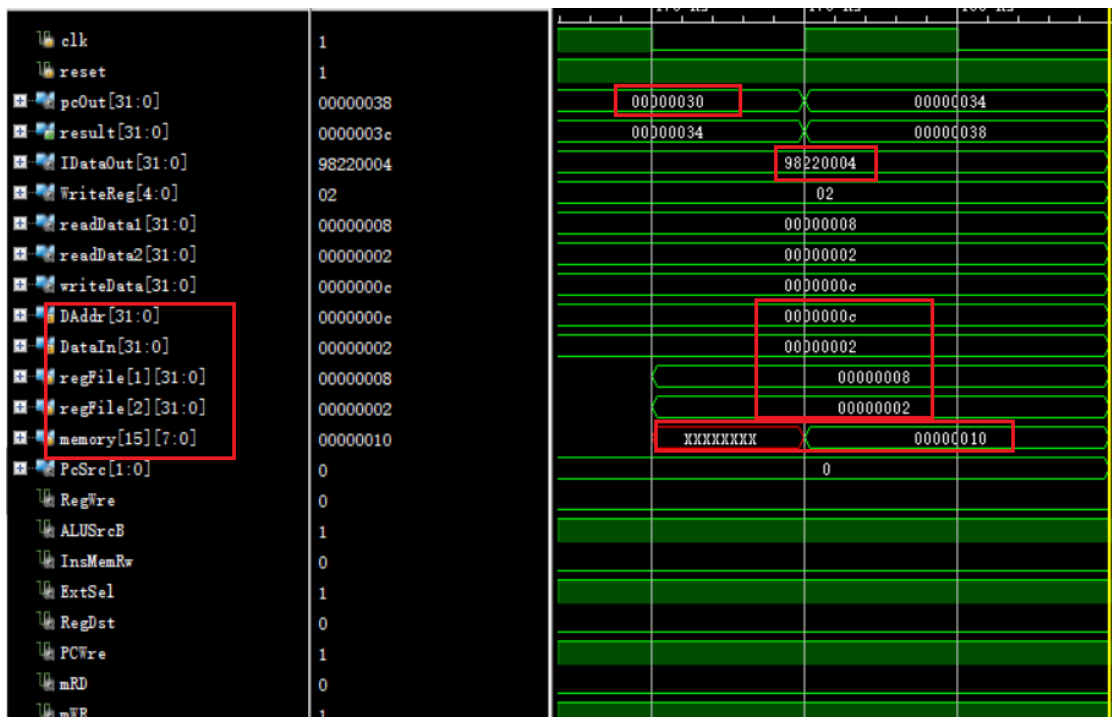 clk 1
reset 1
pcOut[31:0] 00000038 00000030 00000034
result[31:0] 0000003c 00000034 00000038
IDataOut[31:0] 98220004 98220004
WriteReg[4:0] 02 02
readData1[31:0] 00000008 00000008
readData2[31:0] 00000002 00000002
writeData[31:0] 0000000c 0000000c
DAddr[31:0] 0000000c 0000000c
DataIn[31:0] 00000002 00000002
regFile[1][31:0] 00000008 00000008
regFile[2][31:0] 00000002 00000002
memory[15][7:0] 00000010 XXXXXXXX 00000010
PcSrc[1:0] 0 0
RegWre 0
ALUSrcB 1
InsMemRw 0
ExtSel 1
RegDst 0
PCWre 1
mRD 0
mWR 1